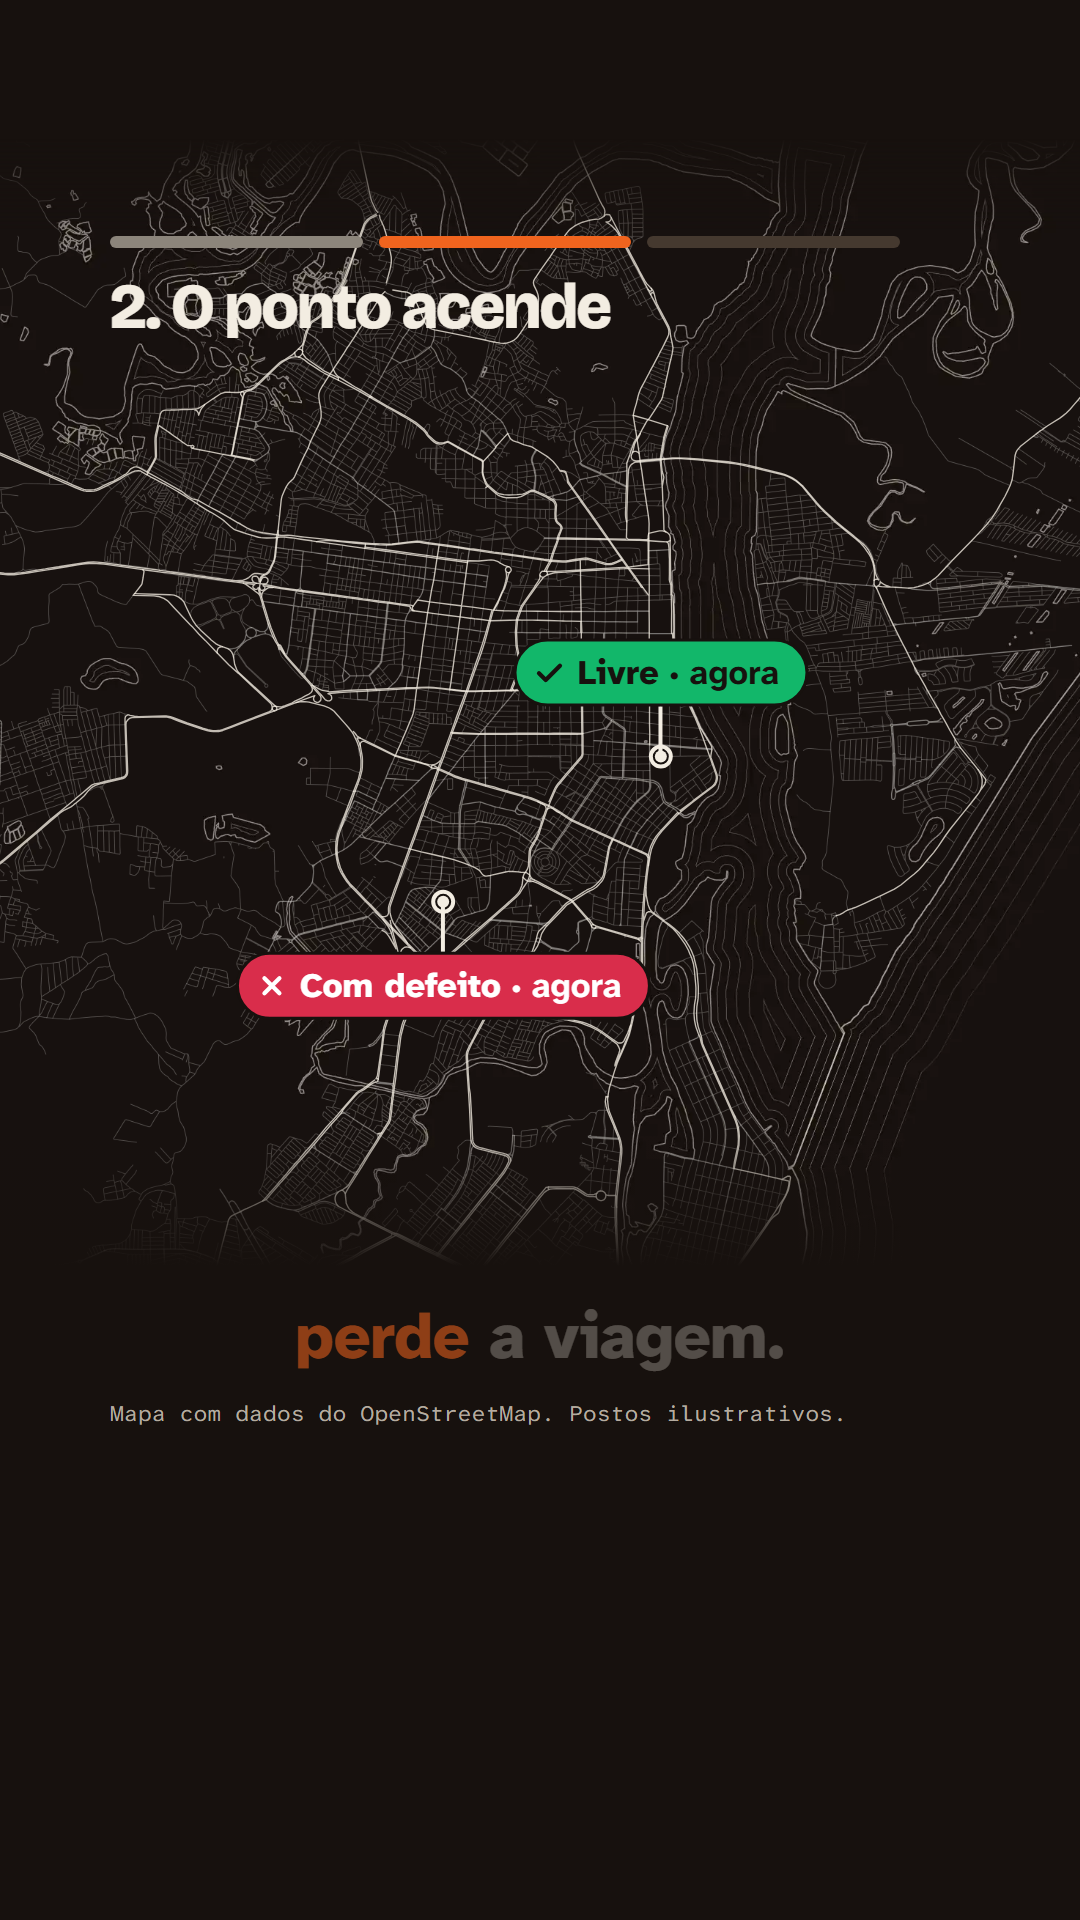 2. O ponto acende
Livre · agora
Com defeito · agora
perde a viagem.
Mapa com dados do OpenStreetMap. Postos ilustrativos.